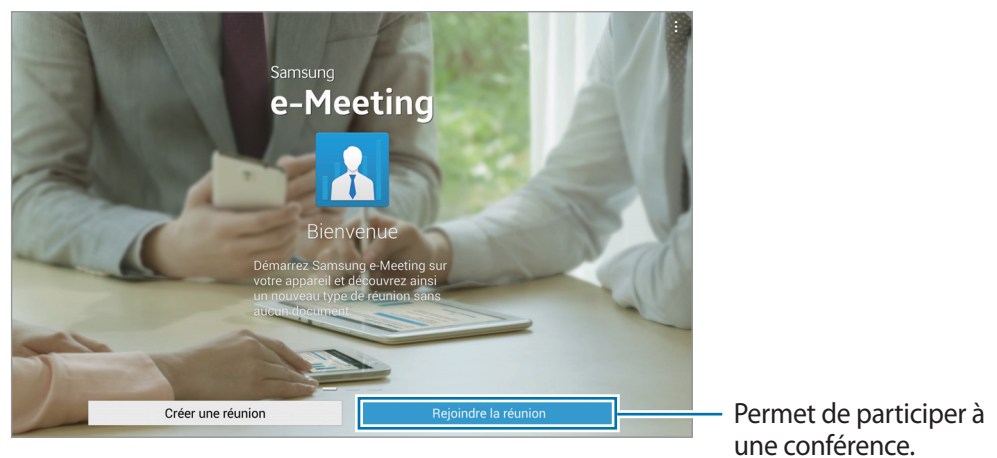 Samsung
e-Meeting
Bienvenue
Démarrez Samsung e-Meeting sur
votre appareil et découvrez ainsi
un nouveau type de réunion sans
aucun document.
Créer une réunion
Rejoindre la réunion
Permet de participer à
une conférence.